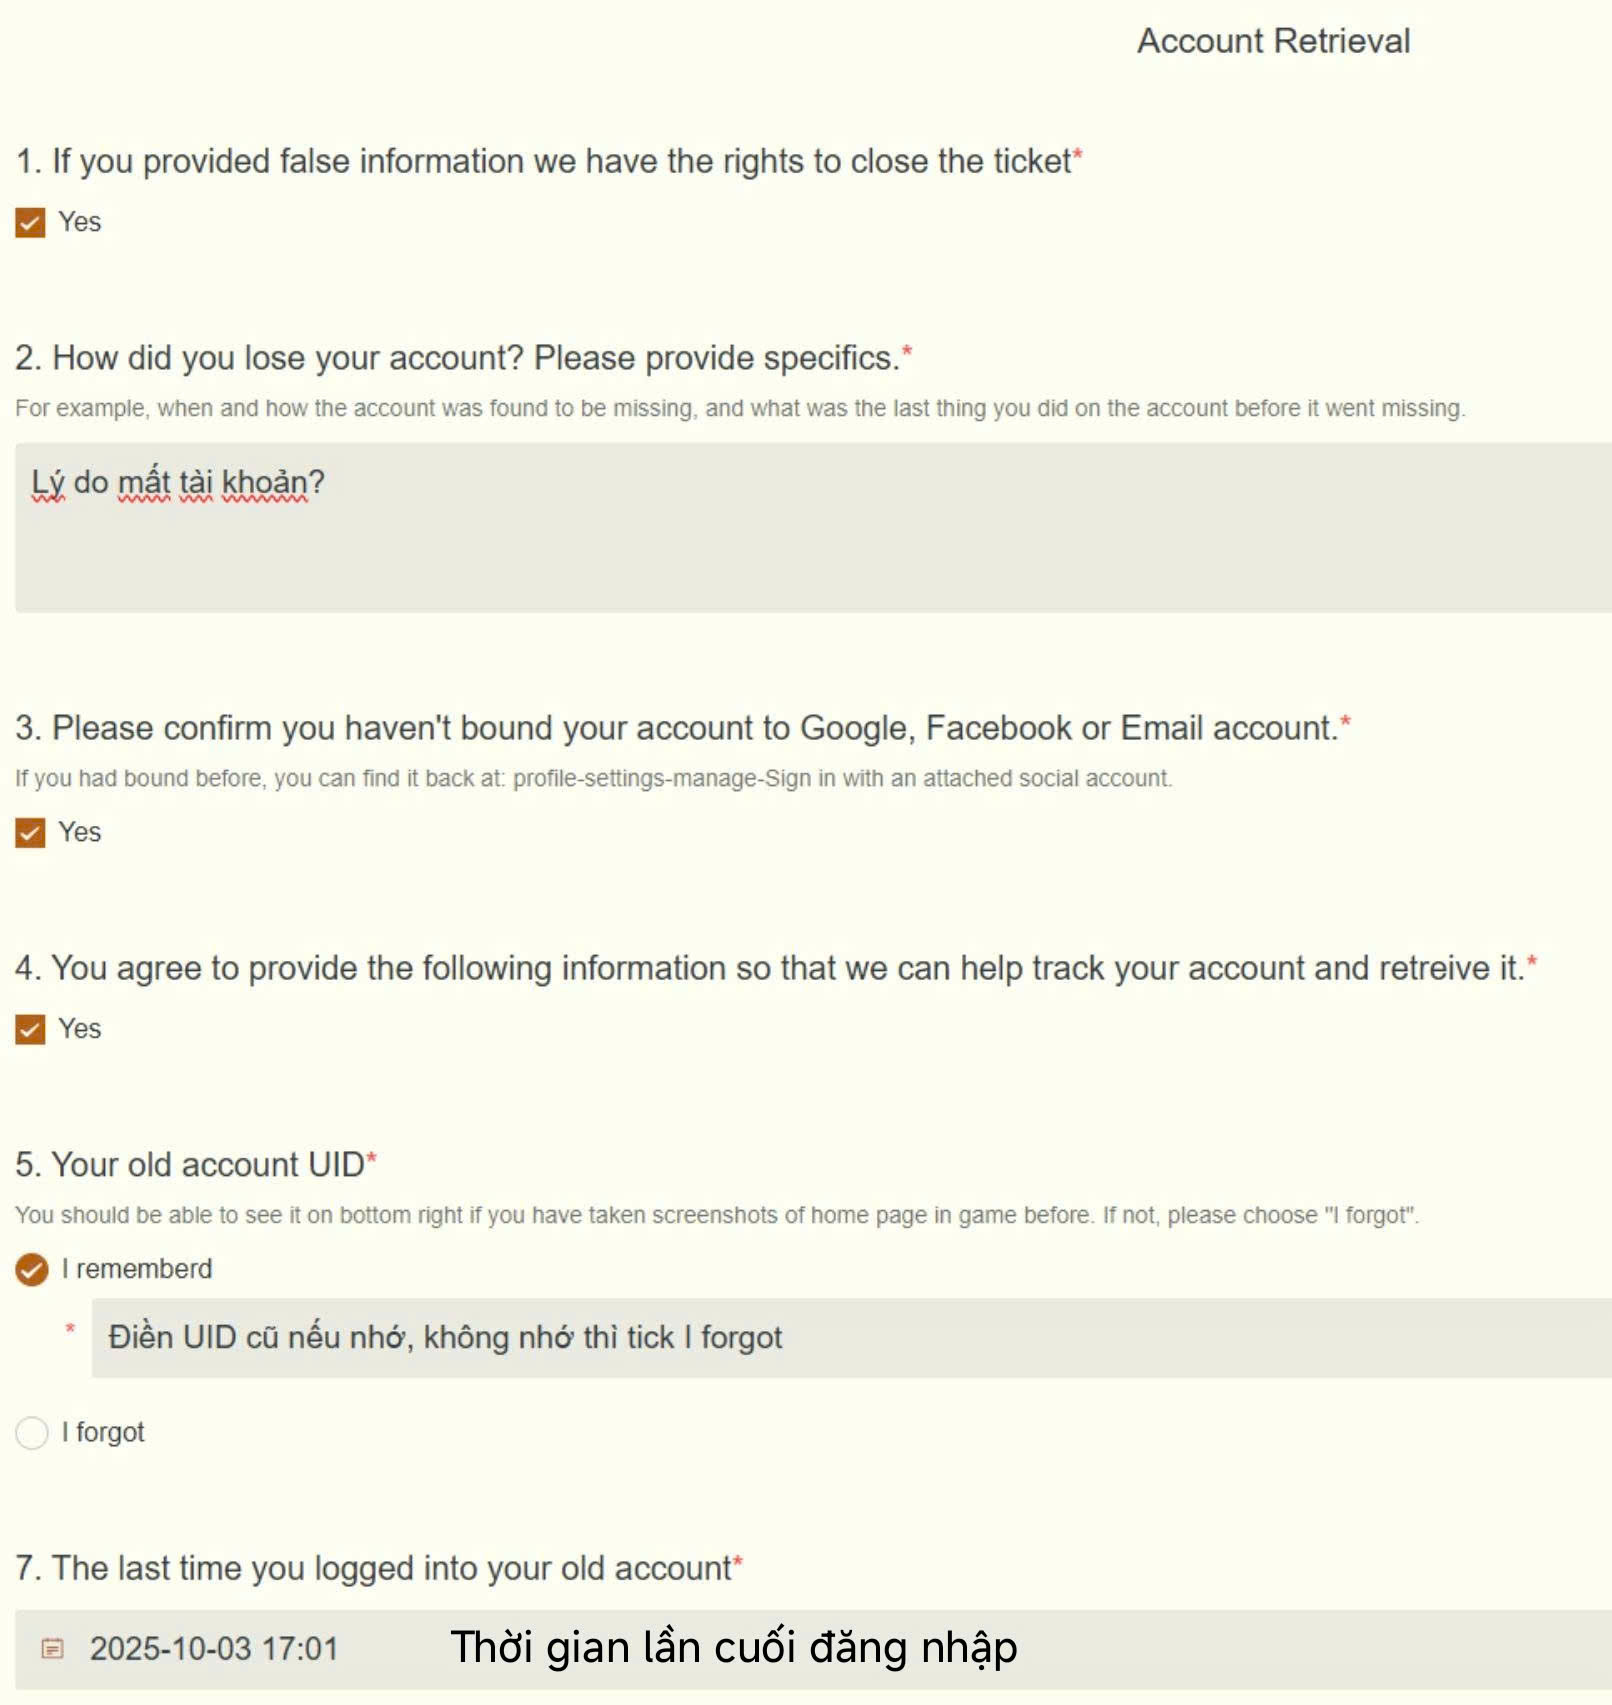 Account Retrieval
1. If you provided false information we have the rights to close the ticket*
Yes
2. How did you lose your account? Please provide specifics.*
For example, when and how the account was found to be missing, and what was the last thing you did on the account before it went missing.
Lý do mất tài khoản?
3. Please confirm you haven't bound your account to Google, Facebook or Email account.*
If you had bound before, you can find it back at: profile-settings-manage-Sign in with an attached social account.
Yes
4. You agree to provide the following information so that we can help track your account and retreive it.*
Yes
5. Your old account UID*
You should be able to see it on bottom right if you have taken screenshots of home page in game before. If not, please choose "I forgot".
I rememberd
* Điền UID cũ nếu nhớ, không nhớ thì tick I forgot
I forgot
7. The last time you logged into your old account*
2025-10-03 17:01 Thời gian lần cuối đăng nhập